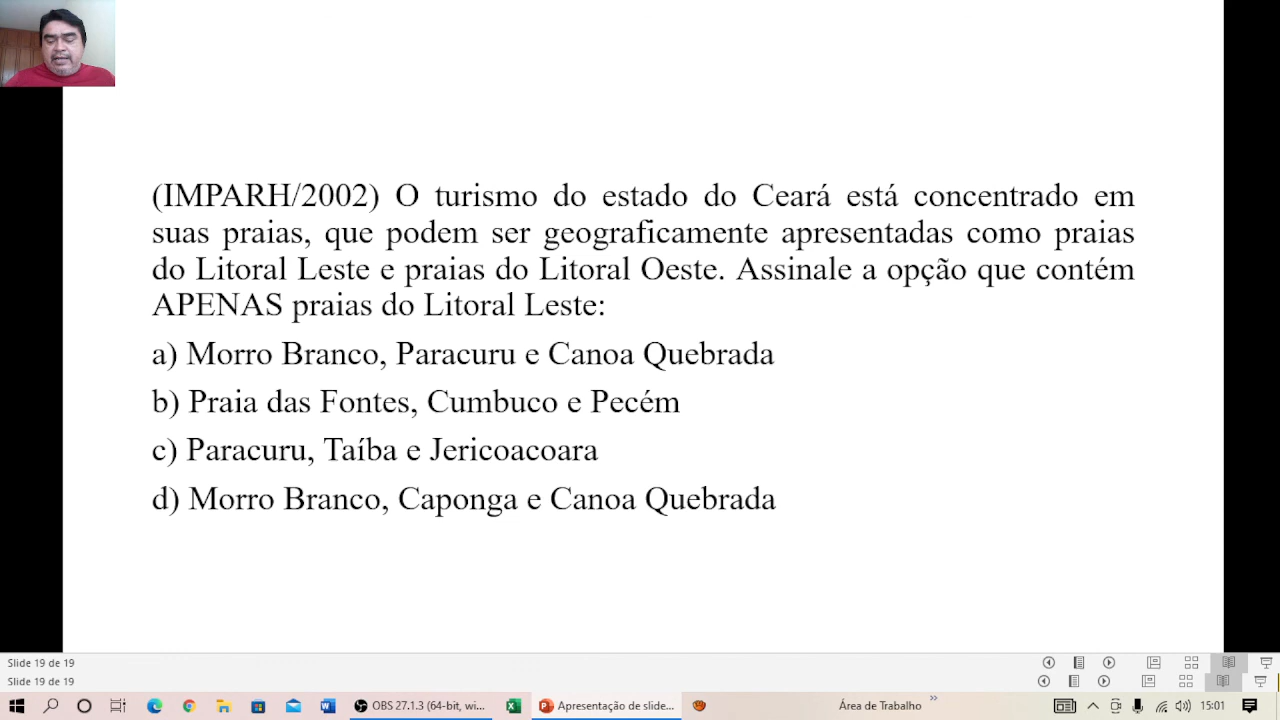 (IMPARH/2002) O turismo do estado do Ceará está concentrado em
suas praias, que podem ser geograficamente apresentadas como praias
do Litoral Leste e praias do Litoral Oeste. Assinale a opção que contém
APENAS praias do Litoral Leste:
a) Morro Branco, Paracuru e Canoa Quebrada
b) Praia das Fontes, Cumbuco e Pecém
c) Paracuru, Taíba e Jericoacoara
d) Morro Branco, Caponga e Canoa Quebrada
Slide 19 de 19
Slide 19 de 19
OBS 27.1.3 (64-bit, wi...
Apresentação de slide...
Área de Trabalho
15:01